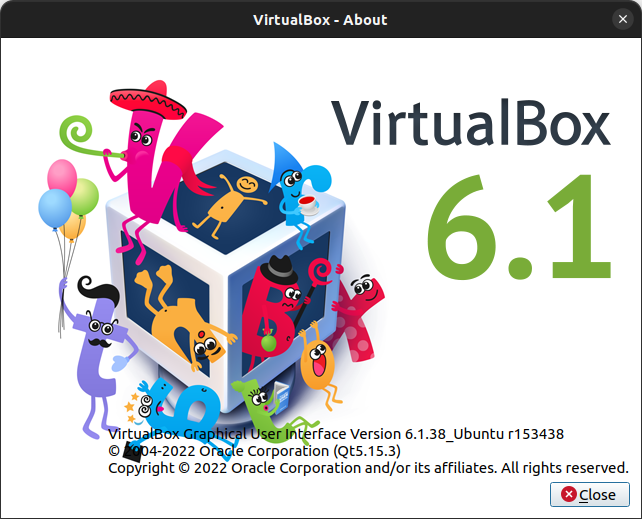 VirtualBox - About
VirtualBox
6.1
VirtualBox Graphical User Interface Version 6.1.38_Ubuntu r153438
© 2004-2022 Oracle Corporation (Qt5.15.3)
Copyright © 2022 Oracle Corporation and/or its affiliates. All rights reserved.
Close